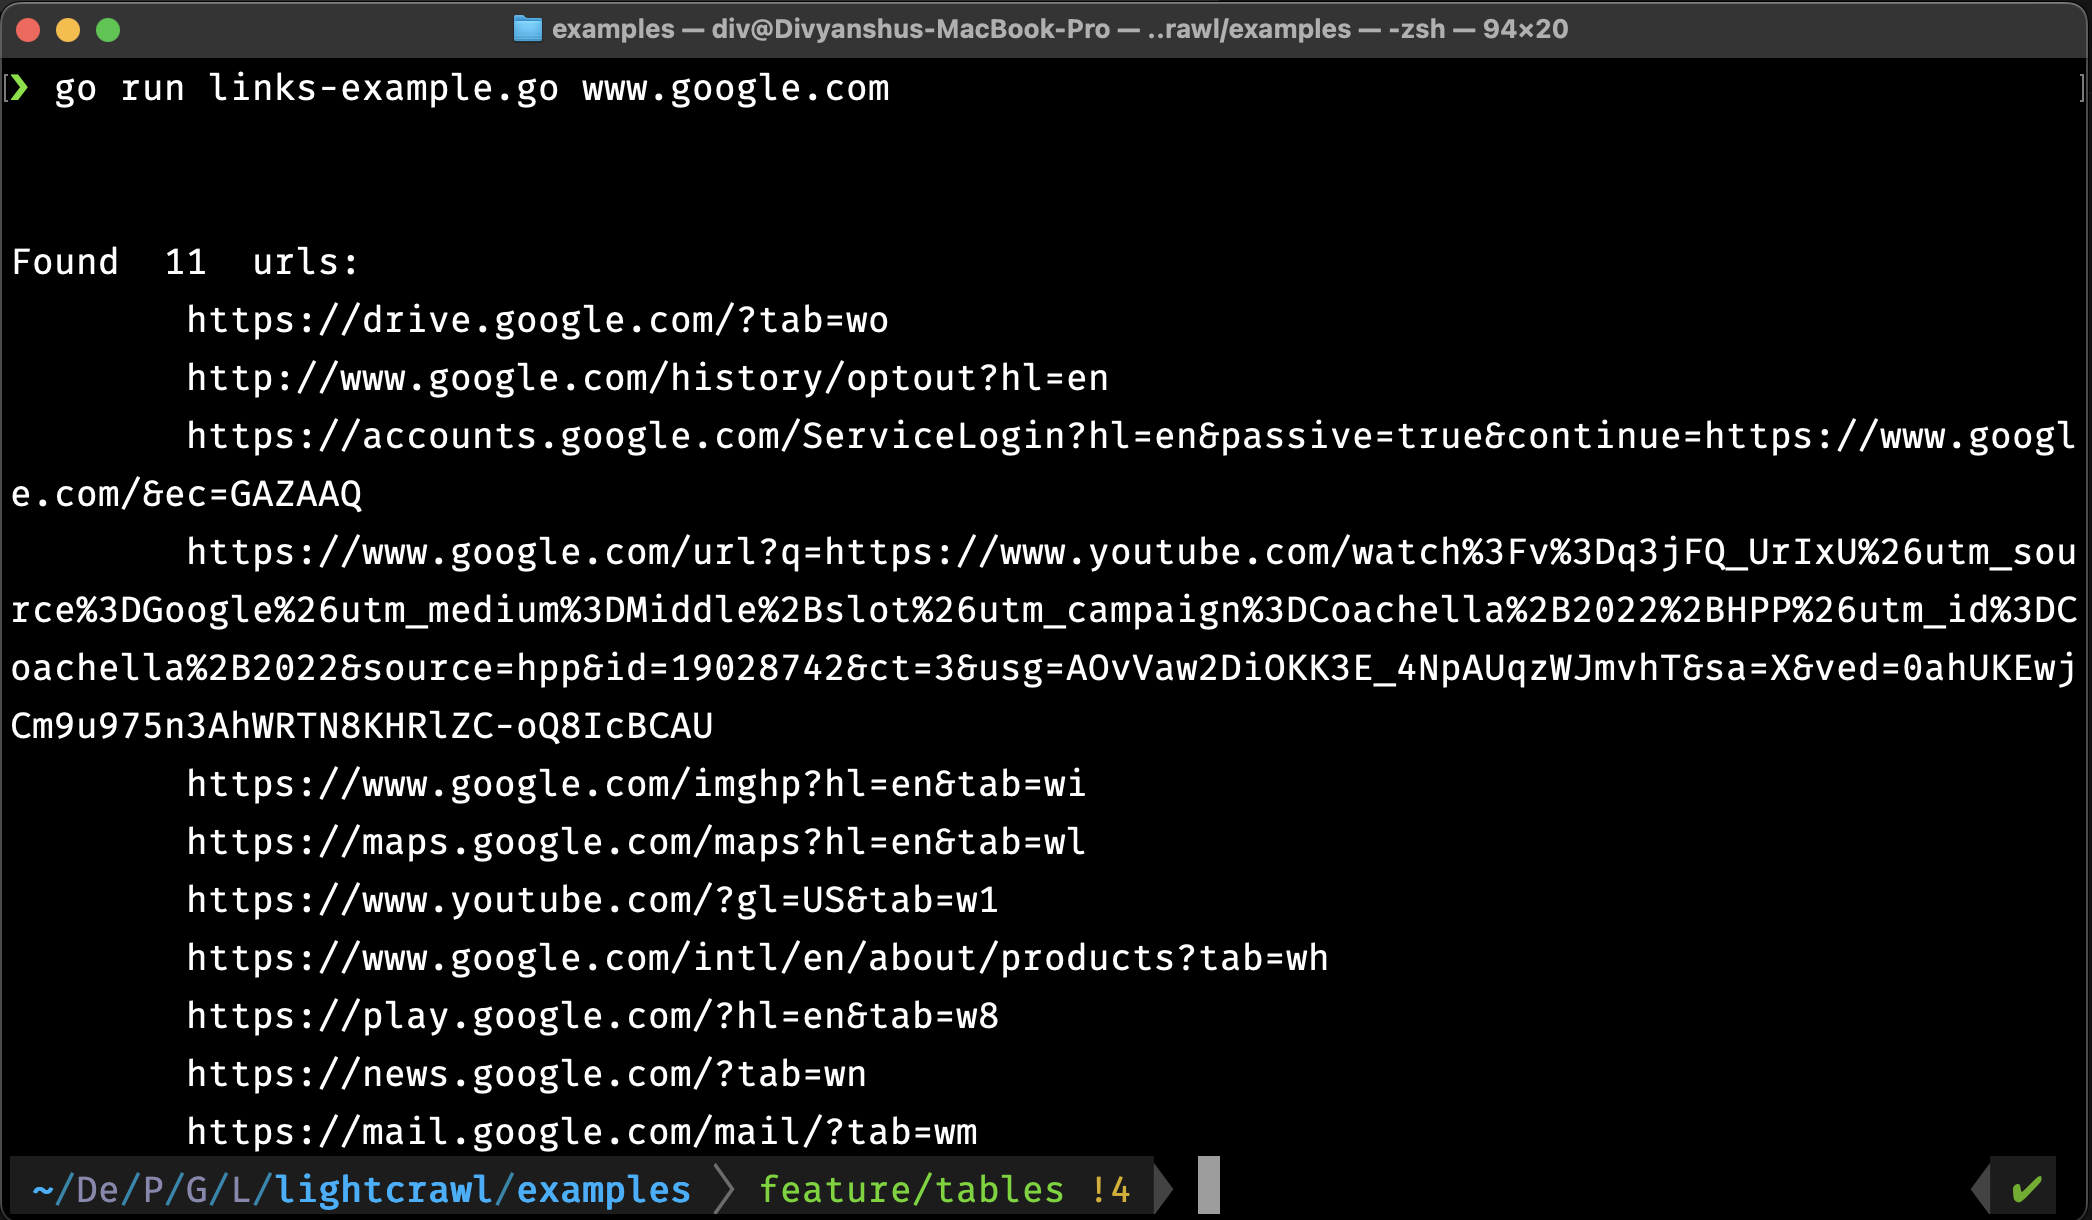 examples — div@Divyanshus-MacBook-Pro — ..rawl/examples — -zsh — 94×20
❯ go run links-example.go www.google.com
Found  11  urls:
https://drive.google.com/?tab=wo
http://www.google.com/history/optout?hl=en
https://accounts.google.com/ServiceLogin?hl=en&passive=true&continue=https://www.googl
e.com/&ec=GAZAAQ
https://www.google.com/url?q=https://www.youtube.com/watch%3Fv%3Dq3jFQ_UrIxU%26utm_sou
rce%3DGoogle%26utm_medium%3DMiddle%2Bslot%26utm_campaign%3DCoachella%2B2022%2BHPP%26utm_id%3DC
oachella%2B2022&source=hpp&id=19028742&ct=3&usg=AOvVaw2DiOKK3E_4NpAUqzWJmvhT&sa=X&ved=0ahUKEwj
Cm9u975n3AhWRTN8KHRlZC-oQ8IcBCAU
https://www.google.com/imghp?hl=en&tab=wi
https://maps.google.com/maps?hl=en&tab=wl
https://www.youtube.com/?gl=US&tab=w1
https://www.google.com/intl/en/about/products?tab=wh
https://play.google.com/?hl=en&tab=w8
https://news.google.com/?tab=wn
https://mail.google.com/mail/?tab=wm
~/De/P/G/L/lightcrawl/examples feature/tables !4 ✔